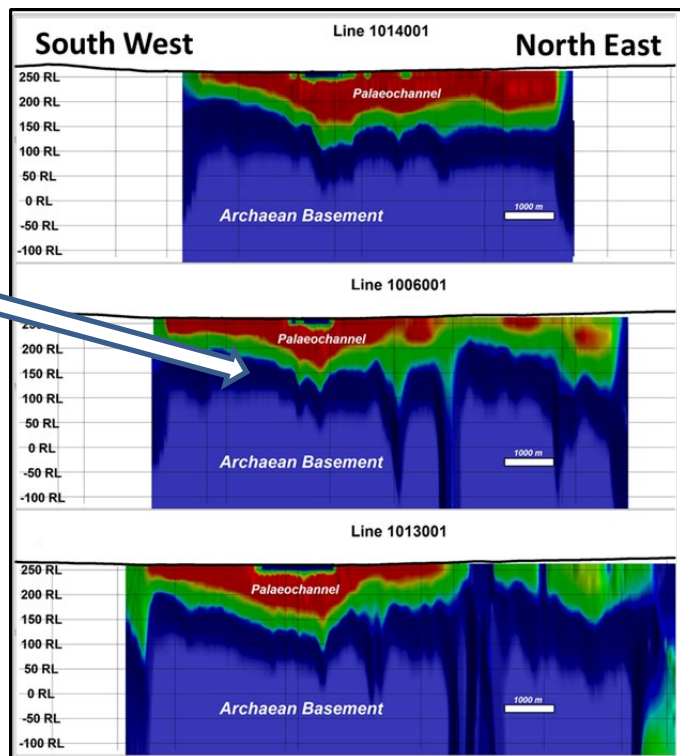 South West
Line 1014001
North East
250 RL
200 RL
150 RL
100 RL
50 RL
0 RL
-50 RL
-100 RL
Palaeochannel
Archaean Basement
1000 m
Line 1006001
250
200 RL
150 RL
100 RL
50 RL
0 RL
-50 RL
-100 RL
Palaeochannel
Archaean Basement
1000 m
Line 1013001
250 RL
200 RL
150 RL
100 RL
50 RL
0 RL
-50 RL
-100 RL
Palaeochannel
Archaean Basement
1000 m